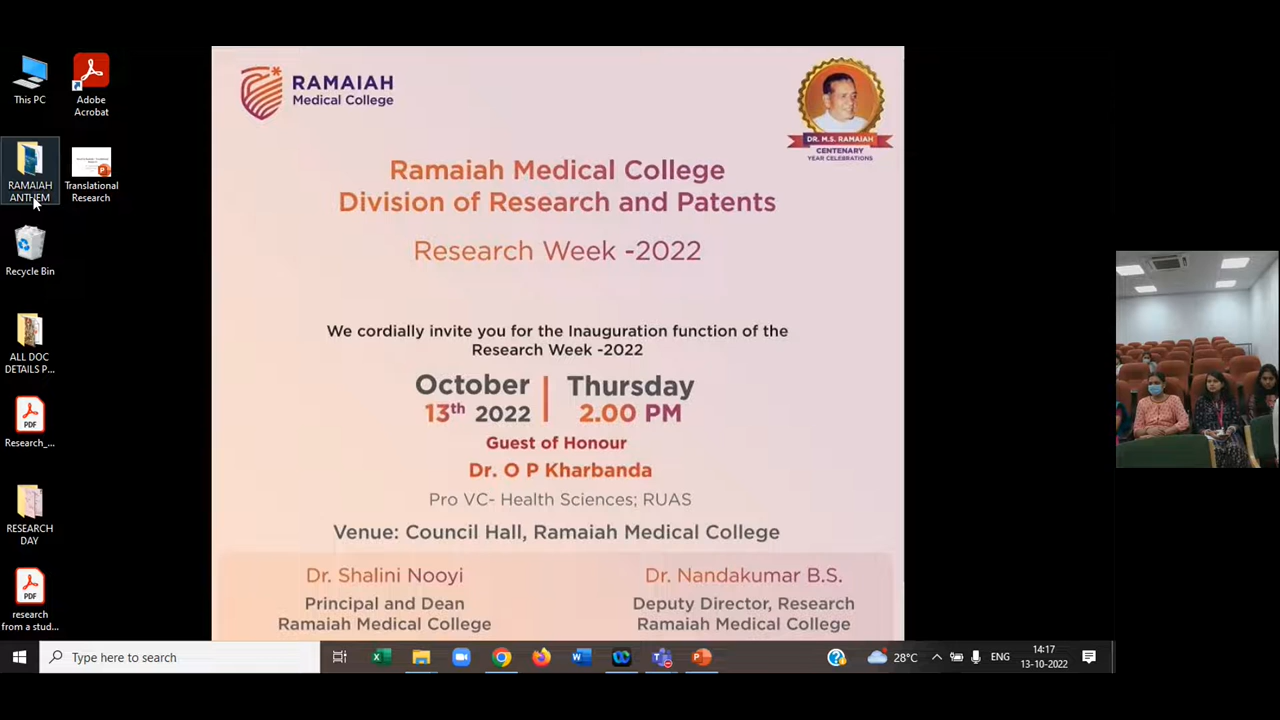 This PC
Adobe
Acrobat
RAMAIAH
ANTHEM
Translational
Research
Recycle Bin
ALL DOC
DETAILS P...
PDF
Research_...
RESEARCH
DAY
PDF
research
from a stud...
RAMAIAH
Medical College
DR. M.S. RAMAIAH
CENTENARY
YEAR CELEBRATIONS
Ramaiah Medical College
Division of Research and Patents
Research Week -2022
We cordially invite you for the Inauguration function of the
Research Week -2022
October
13th 2022
Thursday
2.00 PM
Guest of Honour
Dr. O P Kharbanda
Pro VC- Health Sciences; RUAS
Venue: Council Hall, Ramaiah Medical College
Dr. Shalini Nooyi
Principal and Dean
Ramaiah Medical College
Dr. Nandakumar B.S.
Deputy Director, Research
Ramaiah Medical College
Type here to search
28°C
ENG
14:17
13-10-2022